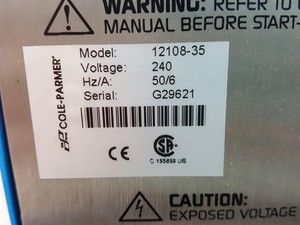 WARNING: REFER TO
MANUAL BEFORE START-
COLE-PARMER®
Model: 12108-35
Voltage: 240
Hz/A: 50/6
Serial: G29621
CE
SA
C US
CAUTION:
EXPOSED VOLTAGE